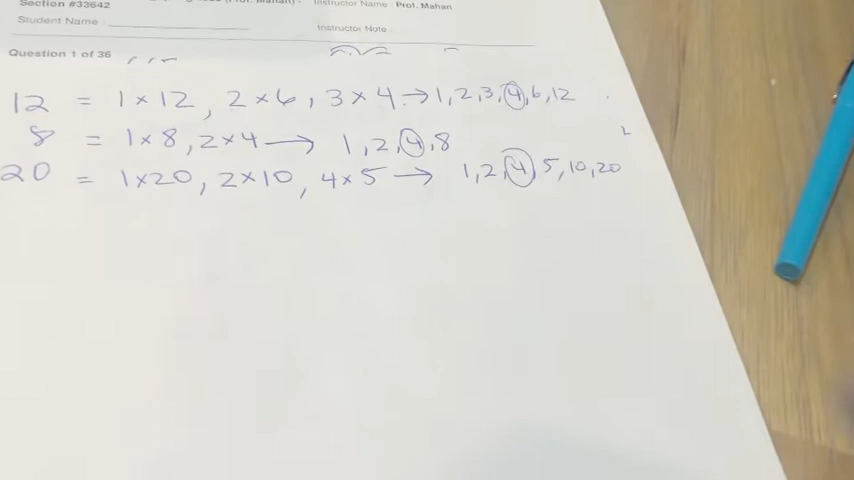 Section #33642
Instructor Name : Prof. Mahan
Student Name :
Instructor Note :
Question 1 of 36
12 = 1 × 12 , 2 × 6 , 3 × 4 → 1, 2, 3, 4, 6, 12
8 = 1 × 8 , 2 × 4 → 1, 2, 4, 8
20 = 1 × 20 , 2 × 10 , 4 × 5 → 1, 2, 4, 5, 10, 20